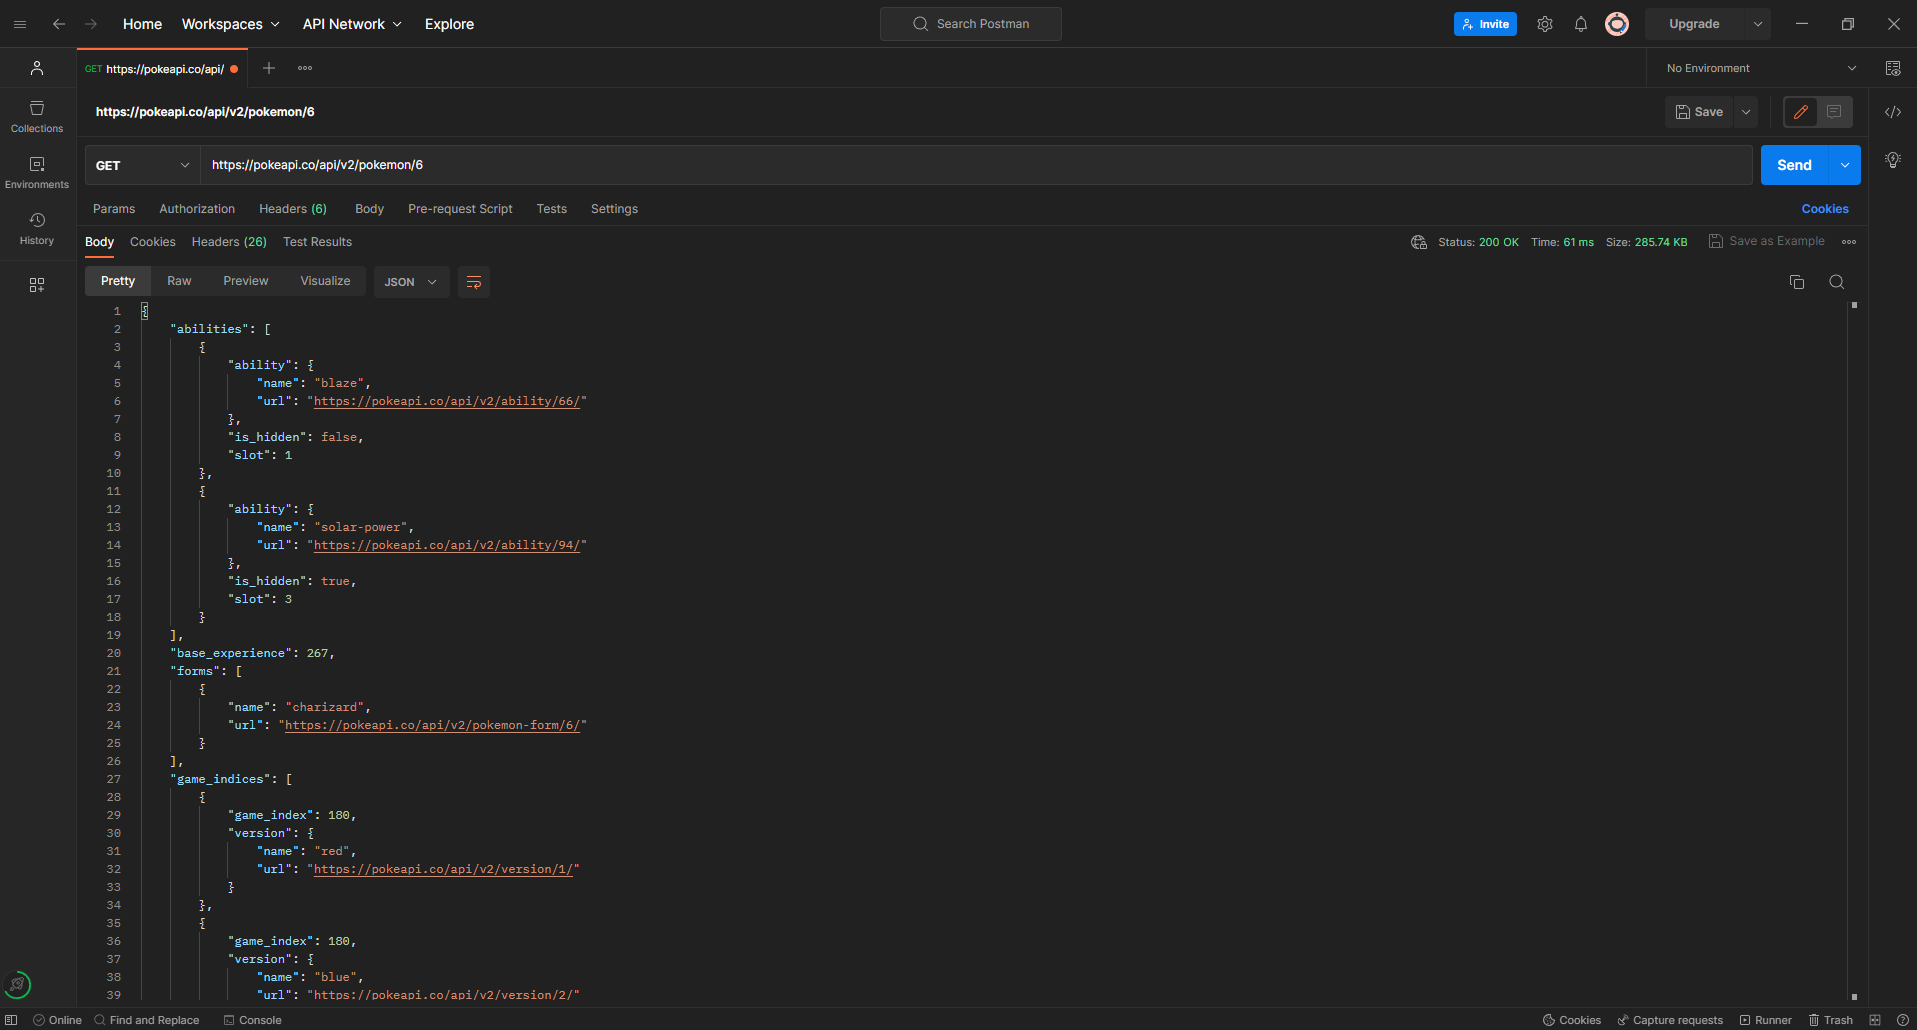 Home Workspaces API Network Explore Search Postman Invite Upgrade
GET https://pokeapi.co/api/ No Environment
https://pokeapi.co/api/v2/pokemon/6 Save
Collections
Environments
History
GET https://pokeapi.co/api/v2/pokemon/6 Send
Params Authorization Headers (6) Body Pre-request Script Tests Settings Cookies
Body Cookies Headers (26) Test Results Status: 200 OK Time: 61 ms Size: 285.74 KB Save as Example
Pretty Raw Preview Visualize JSON
1 {
2 "abilities": [
3 {
4 "ability": {
5 "name": "blaze",
6 "url": "https://pokeapi.co/api/v2/ability/66/"
7 },
8 "is_hidden": false,
9 "slot": 1
10 },
11 {
12 "ability": {
13 "name": "solar-power",
14 "url": "https://pokeapi.co/api/v2/ability/94/"
15 },
16 "is_hidden": true,
17 "slot": 3
18 }
19 ],
20 "base_experience": 267,
21 "forms": [
22 {
23 "name": "charizard",
24 "url": "https://pokeapi.co/api/v2/pokemon-form/6/"
25 }
26 ],
27 "game_indices": [
28 {
29 "game_index": 180,
30 "version": {
31 "name": "red",
32 "url": "https://pokeapi.co/api/v2/version/1/"
33 }
34 },
35 {
36 "game_index": 180,
37 "version": {
38 "name": "blue",
39 "url": "https://pokeapi.co/api/v2/version/2/"
Online Find and Replace Console Cookies Capture requests Runner Trash